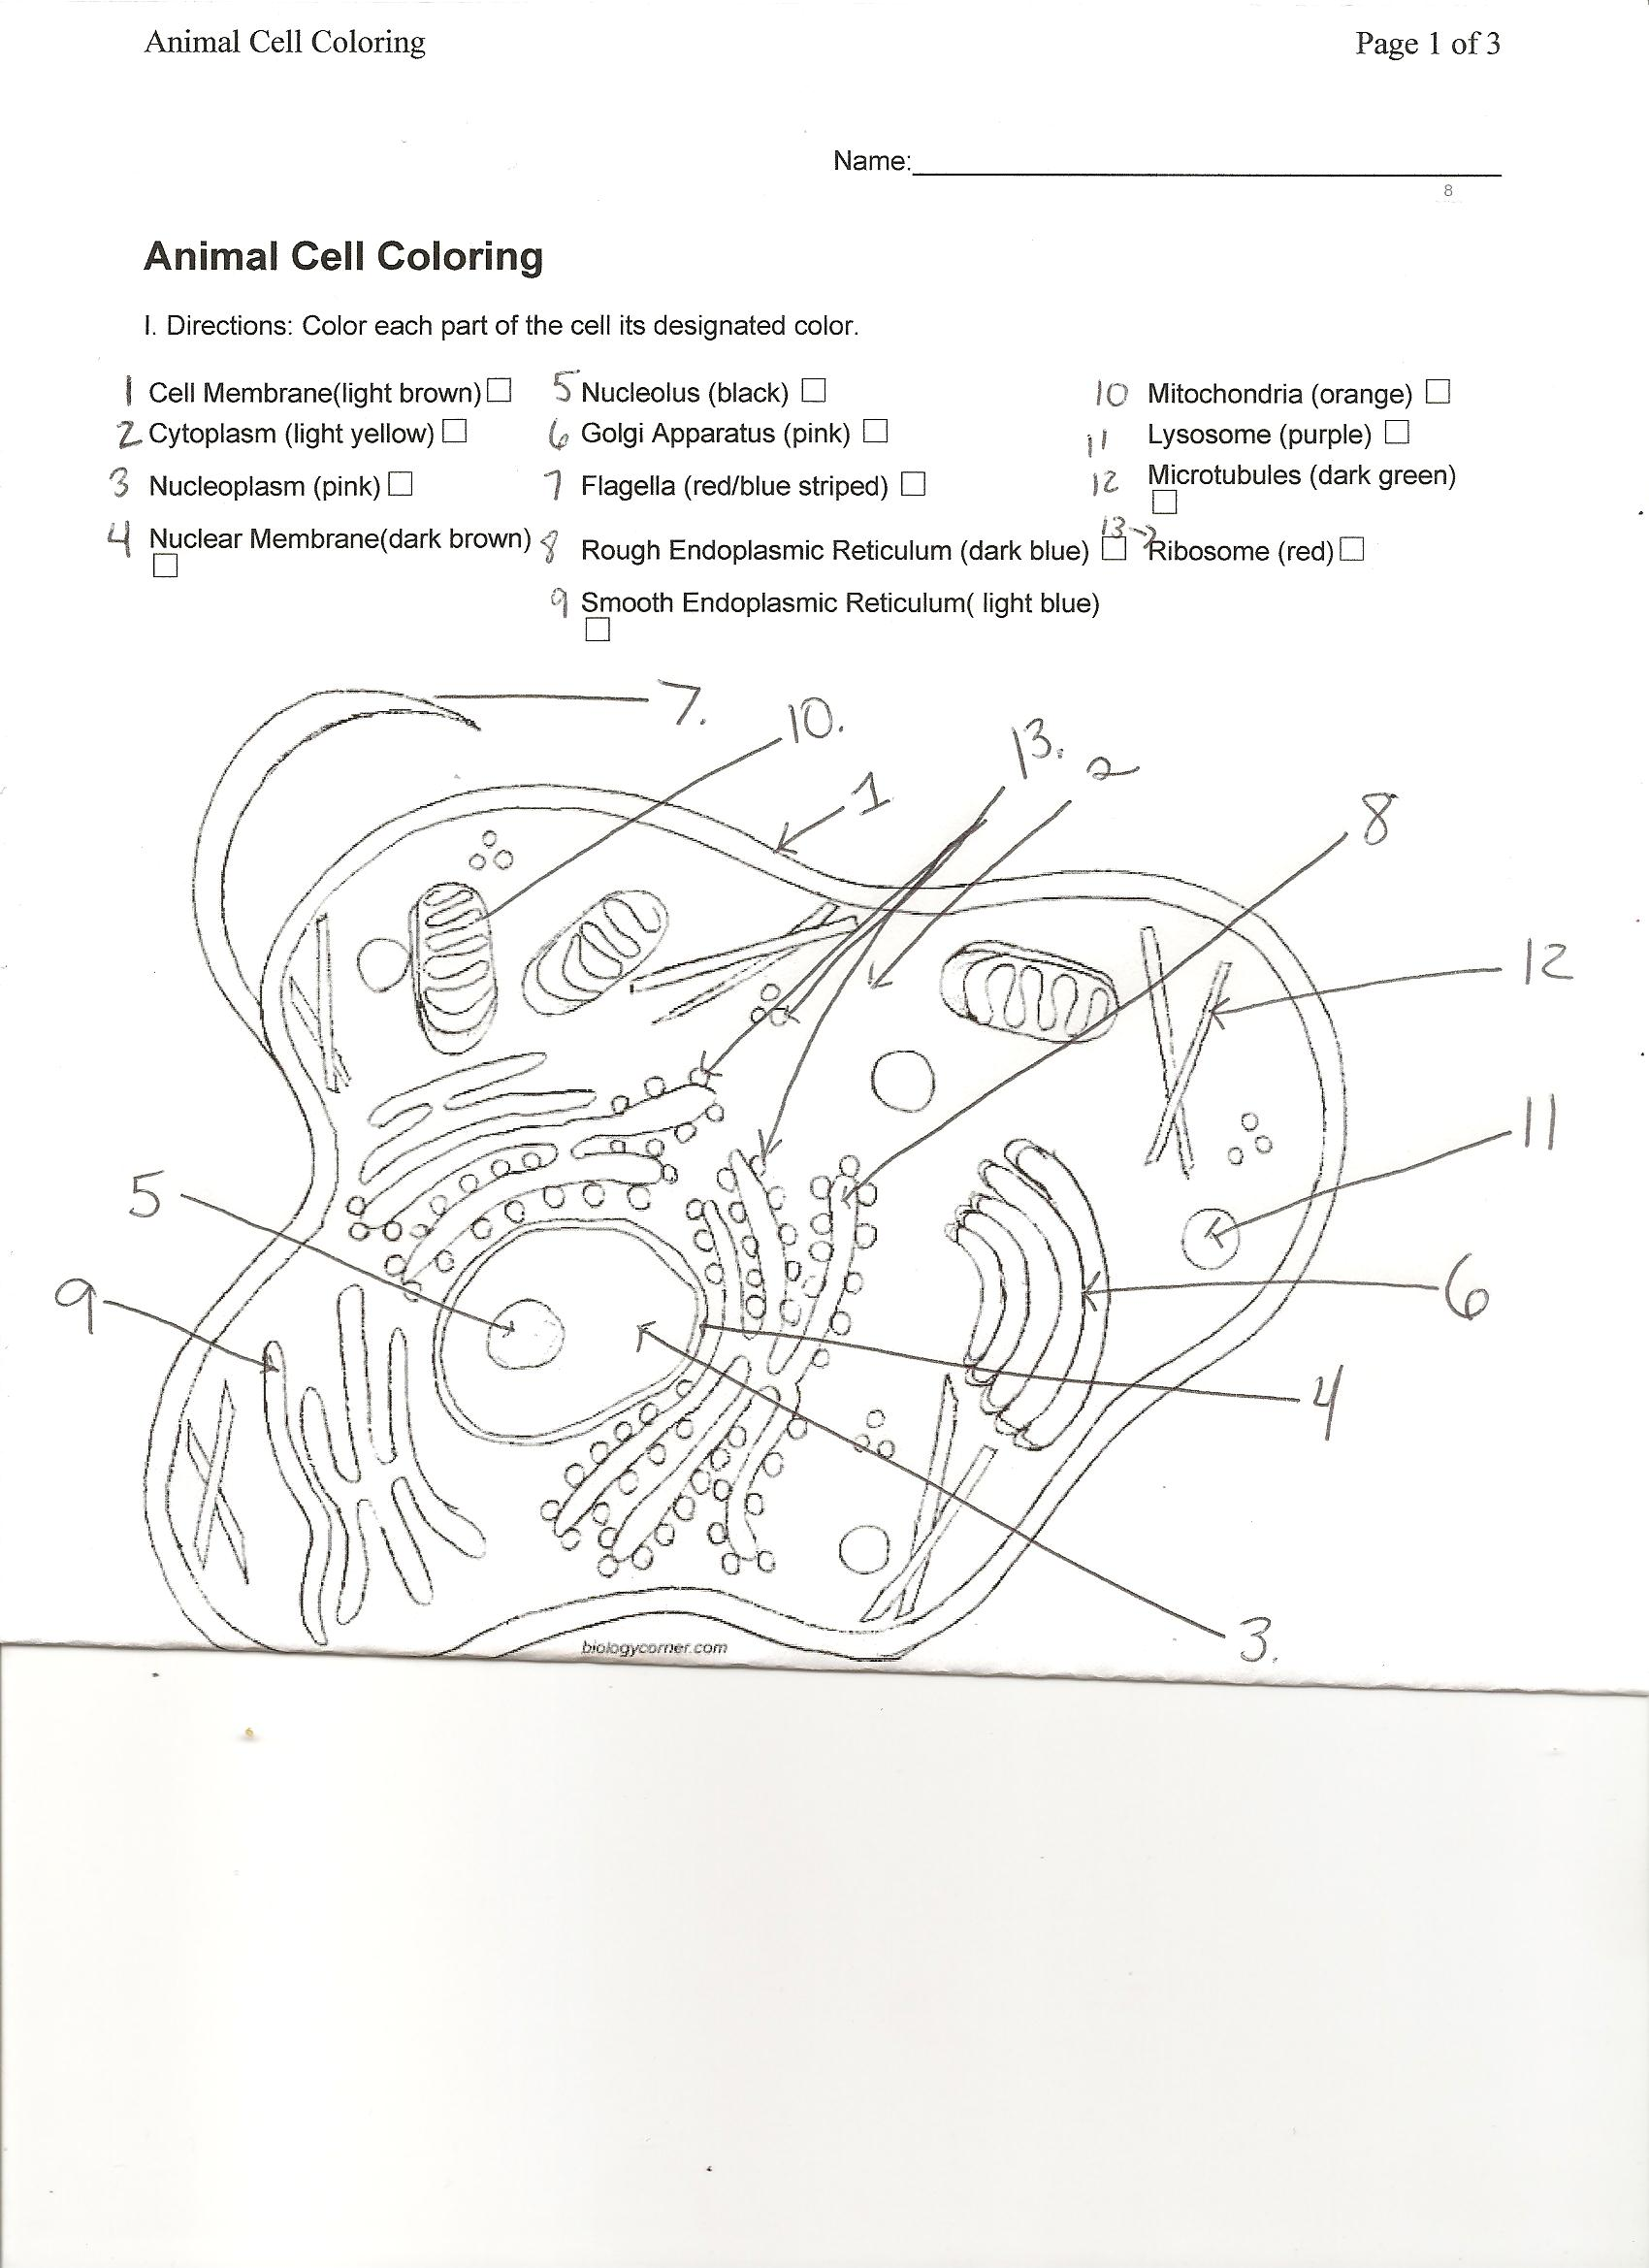 Animal Cell Coloring Page 1 of 3
Name:
8
Animal Cell Coloring
I. Directions: Color each part of the cell its designated color.
1 Cell Membrane(light brown) 5 Nucleolus (black) 10 Mitochondria (orange)
2 Cytoplasm (light yellow) 6 Golgi Apparatus (pink) 11 Lysosome (purple)
3 Nucleoplasm (pink) 7 Flagella (red/blue striped) 12 Microtubules (dark green)
4 Nuclear Membrane(dark brown) 8 Rough Endoplasmic Reticulum (dark blue) 13 → Ribosome (red)
9 Smooth Endoplasmic Reticulum( light blue)
7.
10.
13.
2
1
8
12
11
5
9
6
4
3.
biologycorner.com